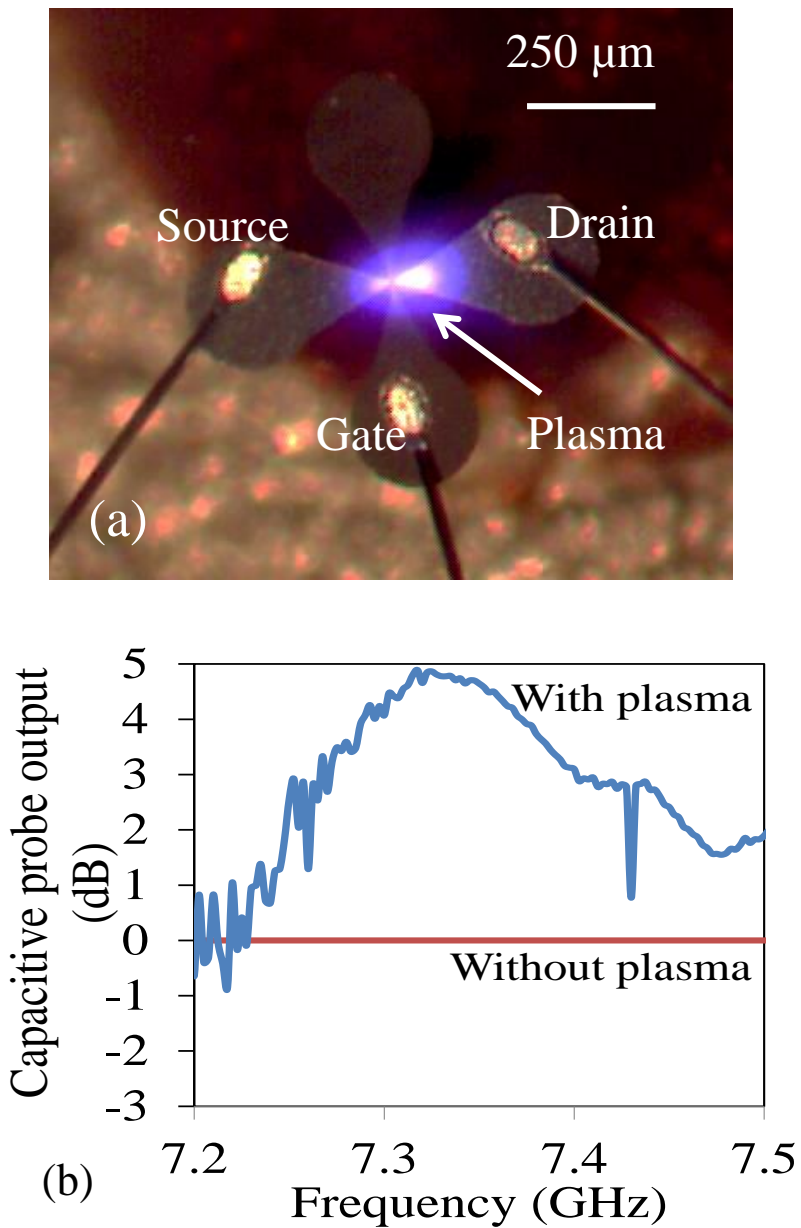 250 μm
Source
Drain
Gate
Plasma
(a)
Capacitive probe output
(dB)
5
4
3
2
1
0
-1
-2
-3
With plasma
Without plasma
7.2
7.3
7.4
7.5
Frequency (GHz)
(b)